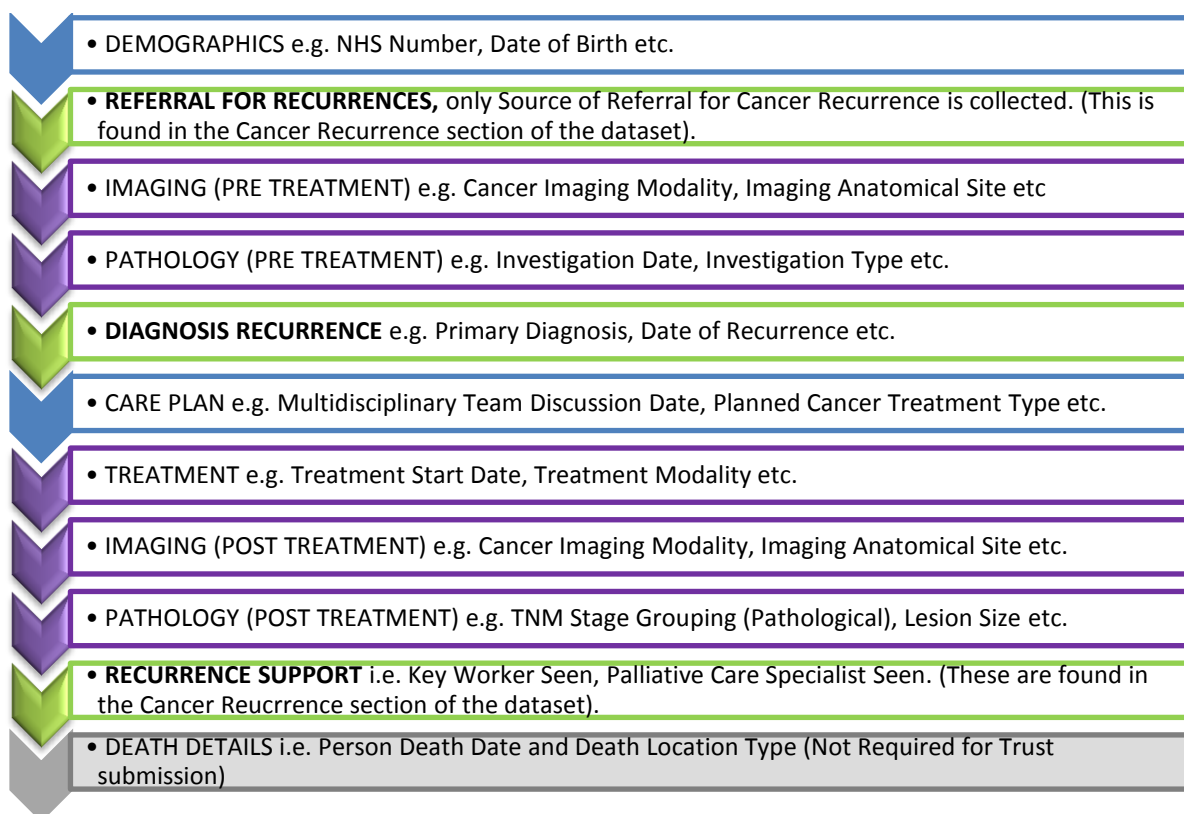 • DEMOGRAPHICS e.g. NHS Number, Date of Birth etc.
• REFERRAL FOR RECURRENCES, only Source of Referral for Cancer Recurrence is collected. (This is
found in the Cancer Recurrence section of the dataset).
• IMAGING (PRE TREATMENT) e.g. Cancer Imaging Modality, Imaging Anatomical Site etc
• PATHOLOGY (PRE TREATMENT) e.g. Investigation Date, Investigation Type etc.
• DIAGNOSIS RECURRENCE e.g. Primary Diagnosis, Date of Recurrence etc.
• CARE PLAN e.g. Multidisciplinary Team Discussion Date, Planned Cancer Treatment Type etc.
• TREATMENT e.g. Treatment Start Date, Treatment Modality etc.
• IMAGING (POST TREATMENT) e.g. Cancer Imaging Modality, Imaging Anatomical Site etc.
• PATHOLOGY (POST TREATMENT) e.g. TNM Stage Grouping (Pathological), Lesion Size etc.
• RECURRENCE SUPPORT i.e. Key Worker Seen, Palliative Care Specialist Seen. (These are found in
the Cancer Reucrrence section of the dataset).
• DEATH DETAILS i.e. Person Death Date and Death Location Type (Not Required for Trust
submission)